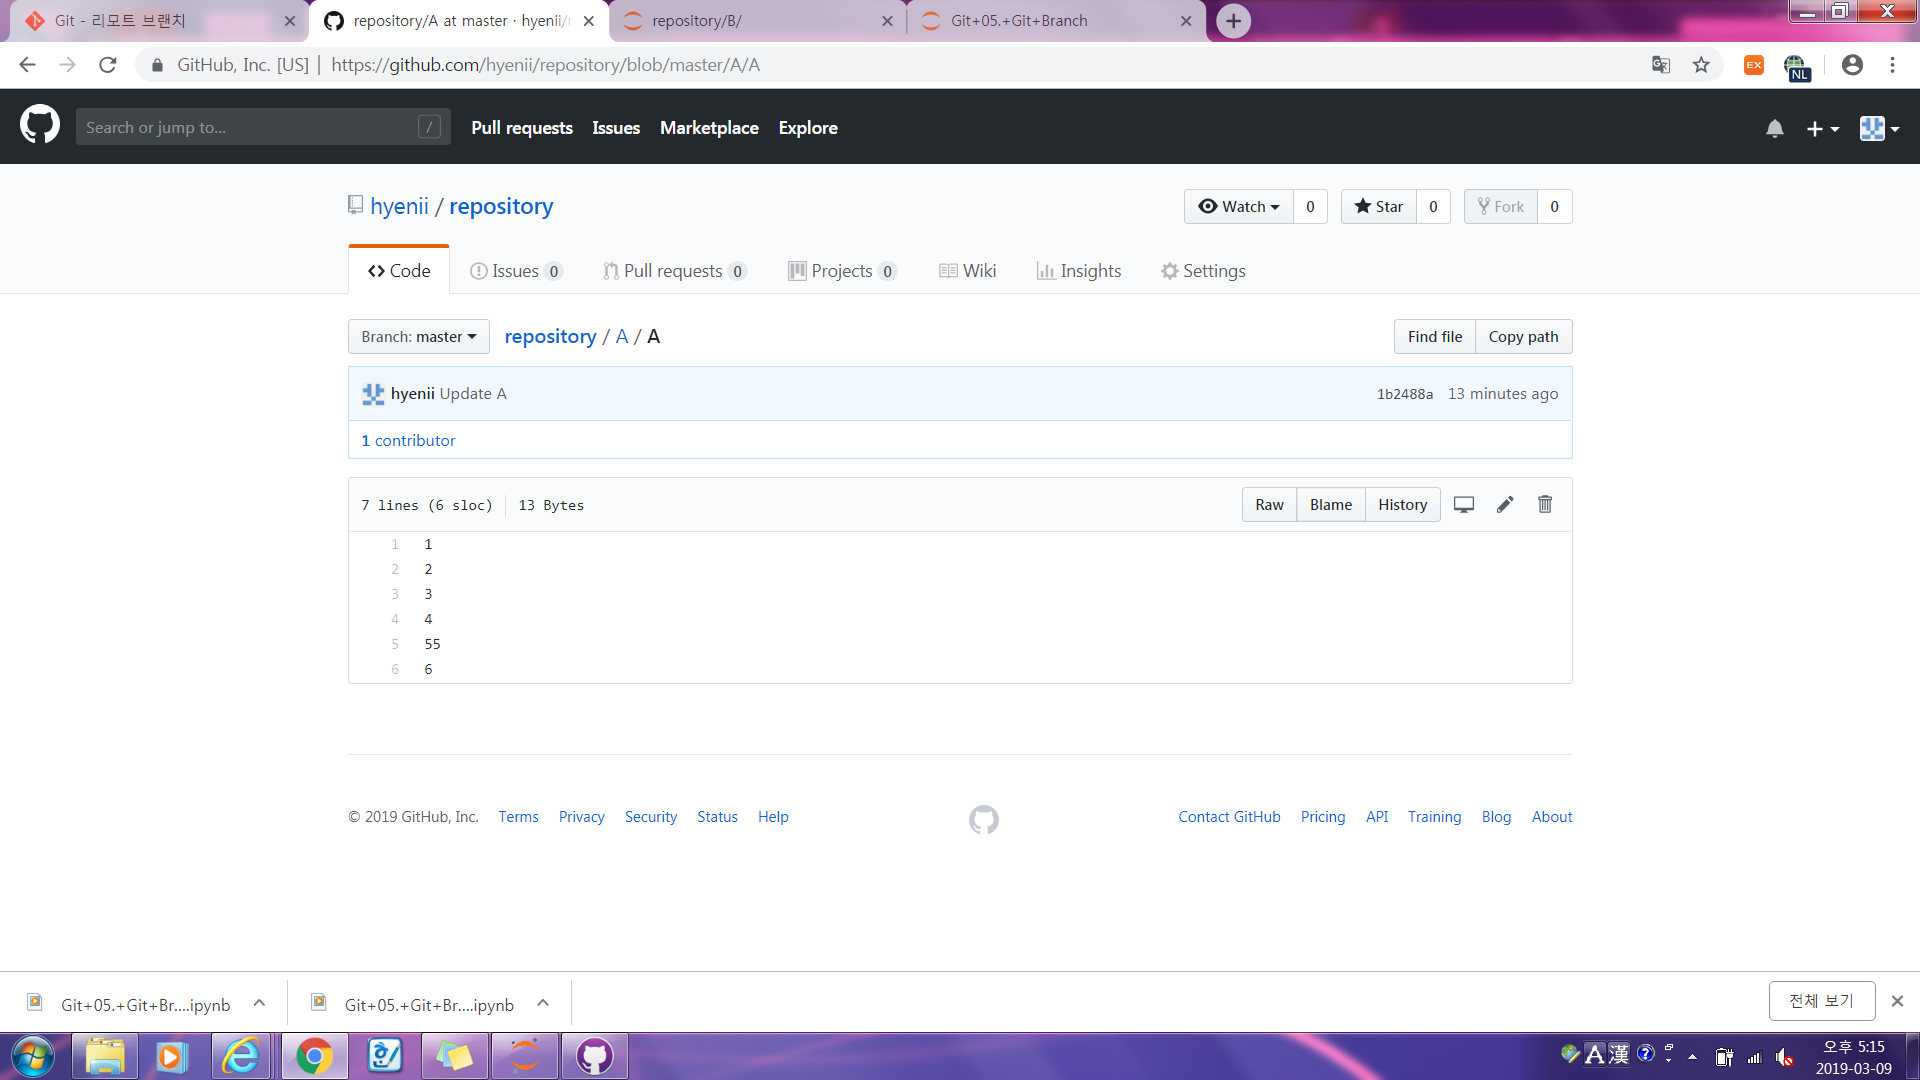 Git - 리모트 브랜치
repository/A at master · hyenii/r
repository/B/
Git+05.+Git+Branch
GitHub, Inc. [US] | https://github.com/hyenii/repository/blob/master/A/A
EX
NL
Search or jump to...
/
Pull requests Issues Marketplace Explore
hyenii / repository
Watch 0
Star 0
Fork 0
Code
Issues 0
Pull requests 0
Projects 0
Wiki
Insights
Settings
Branch: master
repository / A / A
Find file Copy path
hyenii Update A
1b2488a 13 minutes ago
1 contributor
7 lines (6 sloc) 13 Bytes
Raw Blame History
1 1
2 2
3 3
4 4
5 55
6 6
© 2019 GitHub, Inc. Terms Privacy Security Status Help
Contact GitHub Pricing API Training Blog About
Git+05.+Git+Br....ipynb
Git+05.+Git+Br....ipynb
전체 보기
A 漢
오후 5:15
2019-03-09